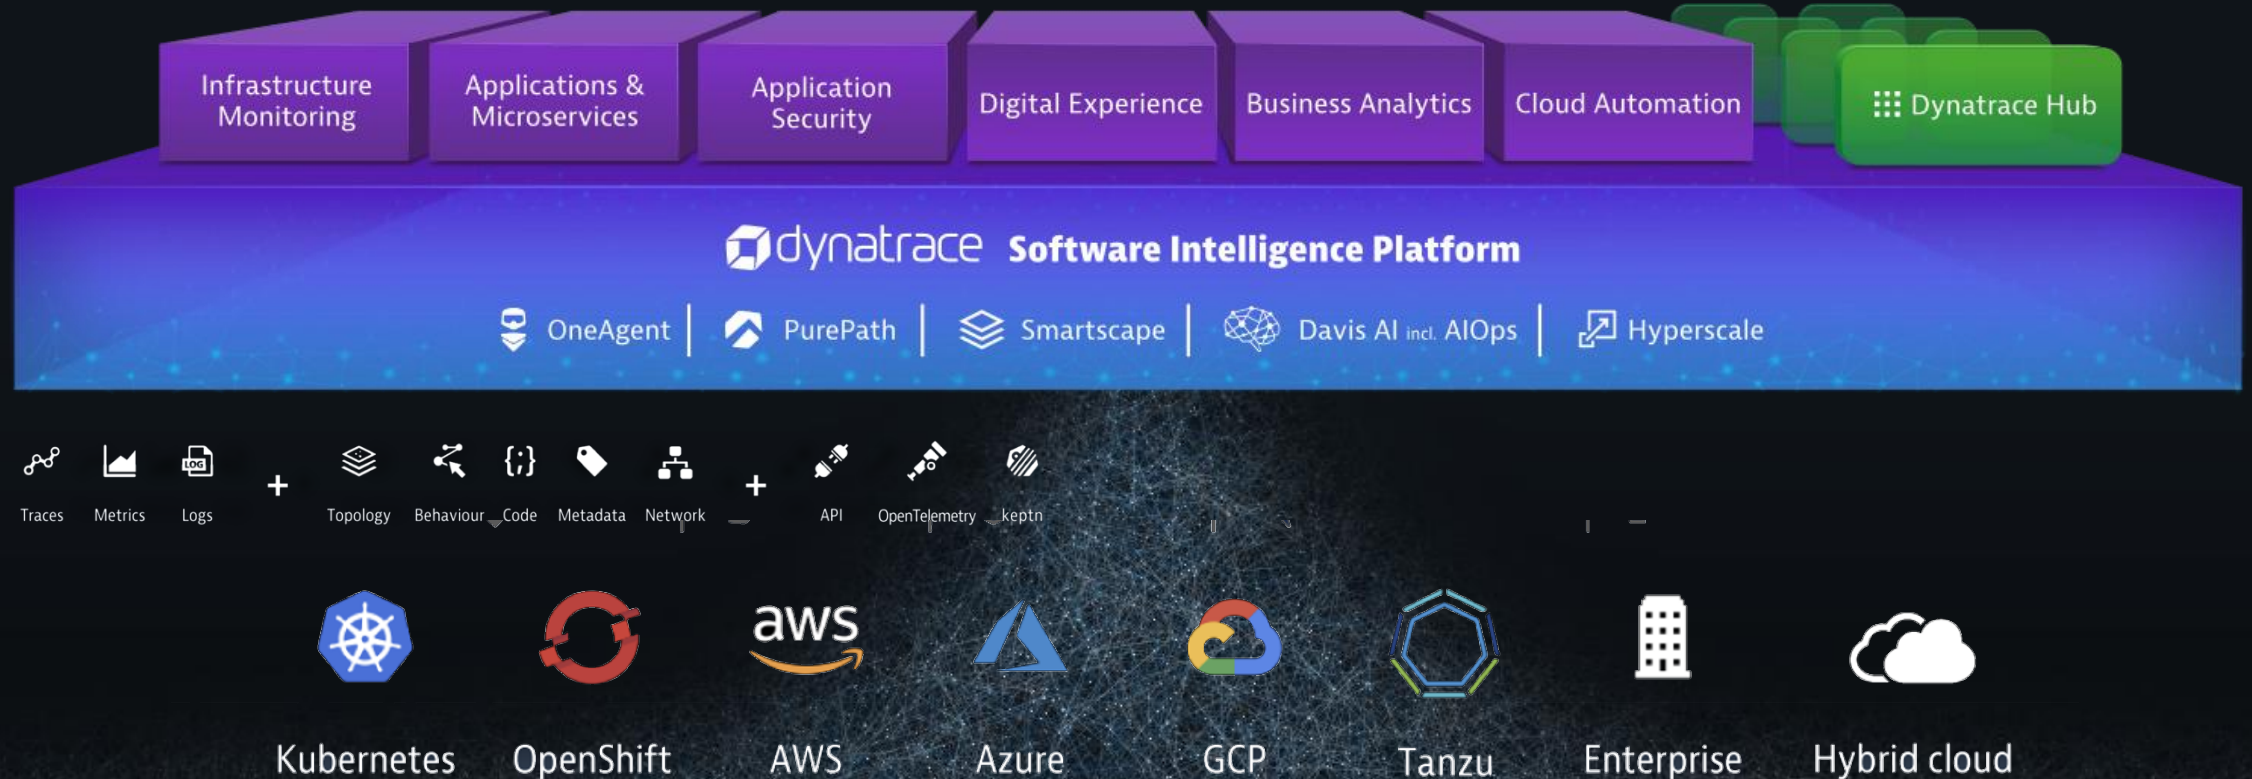 Infrastructure
Monitoring
Applications &
Microservices
Application
Security
Digital Experience
Business Analytics
Cloud Automation
Dynatrace Hub
dynatrace Software Intelligence Platform
OneAgent
PurePath
Smartscape
Davis AI incl. AIOps
Hyperscale
LOG
{;}
Traces
Metrics
Logs
+
Topology
Behaviour
Code
Metadata
Network
+
API
OpenTelemetry
keptn
aws
Kubernetes
OpenShift
AWS
Azure
GCP
Tanzu
Enterprise
Hybrid cloud